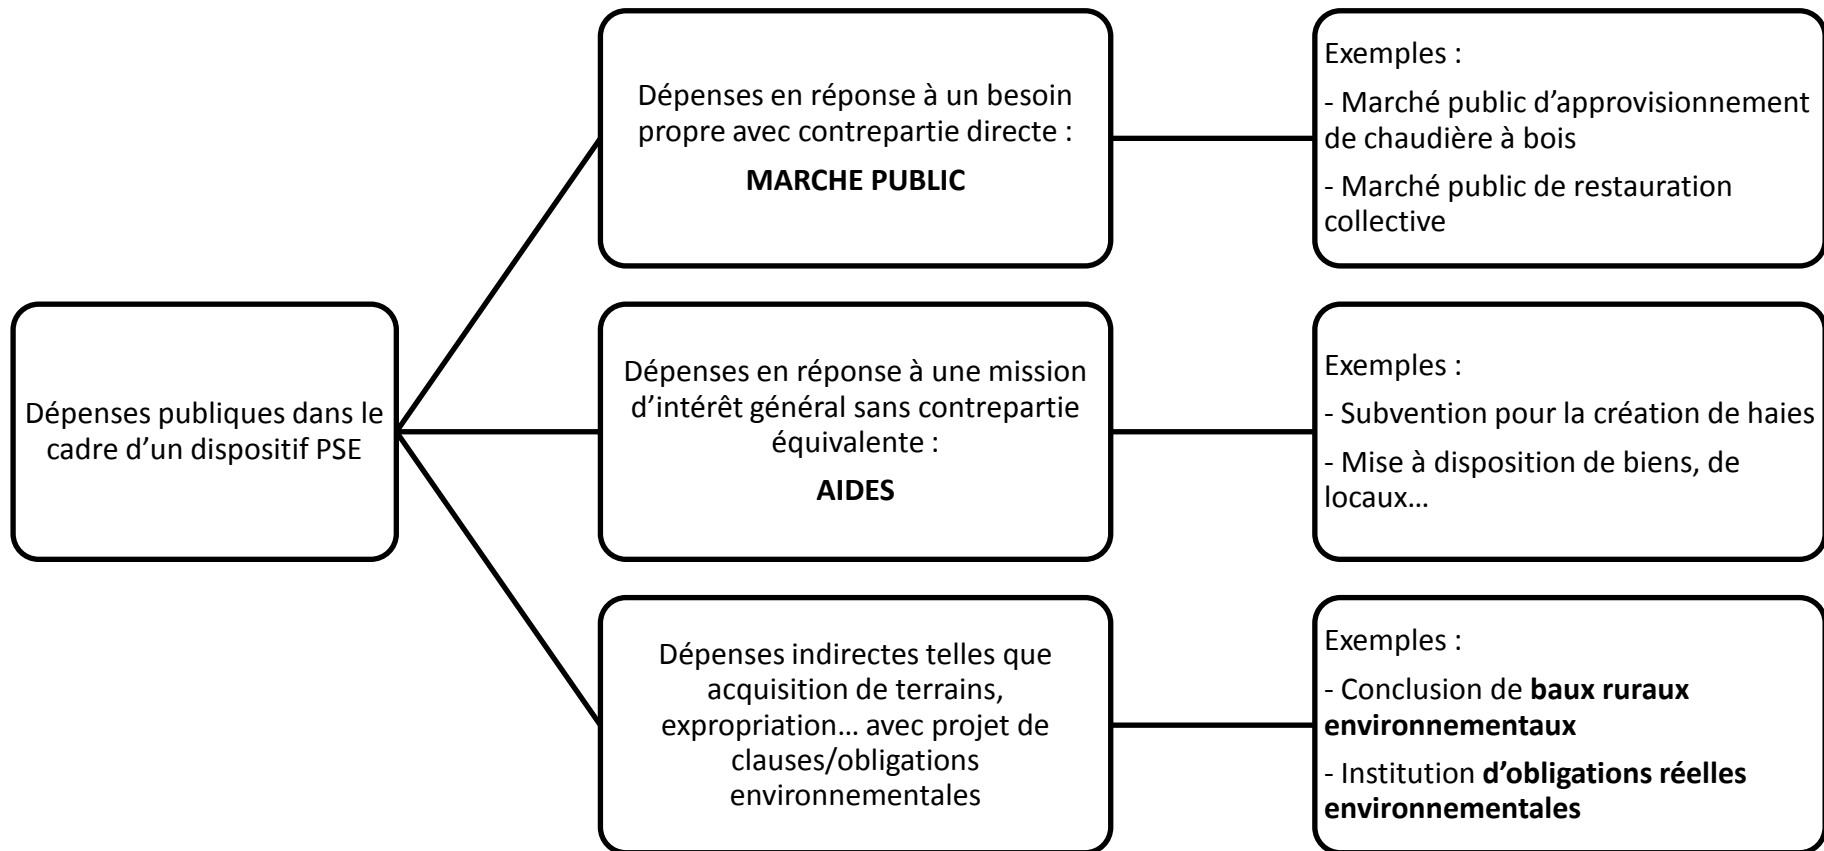 Dépenses publiques dans le
cadre d’un dispositif PSE
Dépenses en réponse à un besoin
propre avec contrepartie directe :
MARCHE PUBLIC
Exemples :
- Marché public d’approvisionnement
de chaudière à bois
- Marché public de restauration
collective
Dépenses en réponse à une mission
d’intérêt général sans contrepartie
équivalente :
AIDES
Exemples :
- Subvention pour la création de haies
- Mise à disposition de biens, de
locaux…
Dépenses indirectes telles que
acquisition de terrains,
expropriation… avec projet de
clauses/obligations
environnementales
Exemples :
- Conclusion de baux ruraux
environnementaux
- Institution d’obligations réelles
environnementales